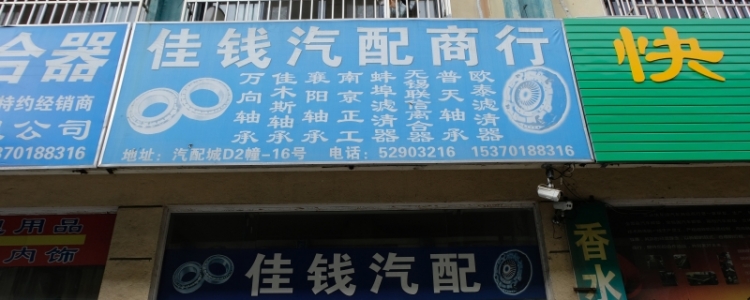 合器
特约经销商
公司
370188316
佳钱汽配商行
万向轴承
佳木斯轴承
襄阳轴承
南京正工
蚌埠滤清器
无锡联信离合器
普天轴承
欧泰滤清器
地址：汽配城D2幢-16号 电话：52903216 15370188316
快
用品
内饰
佳钱汽配
香水